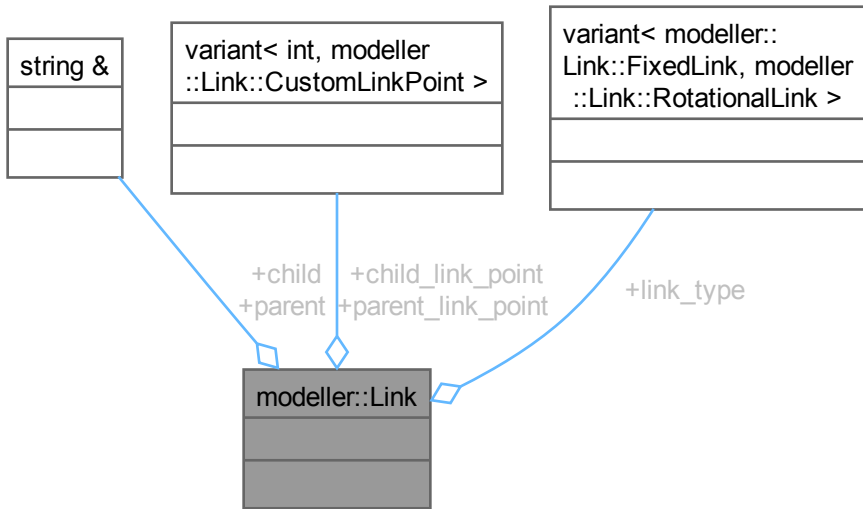 string &
variant< int, modeller
::Link::CustomLinkPoint >
variant< modeller::
Link::FixedLink, modeller
::Link::RotationalLink >
+child
+parent
+child_link_point
+parent_link_point
+link_type
modeller::Link